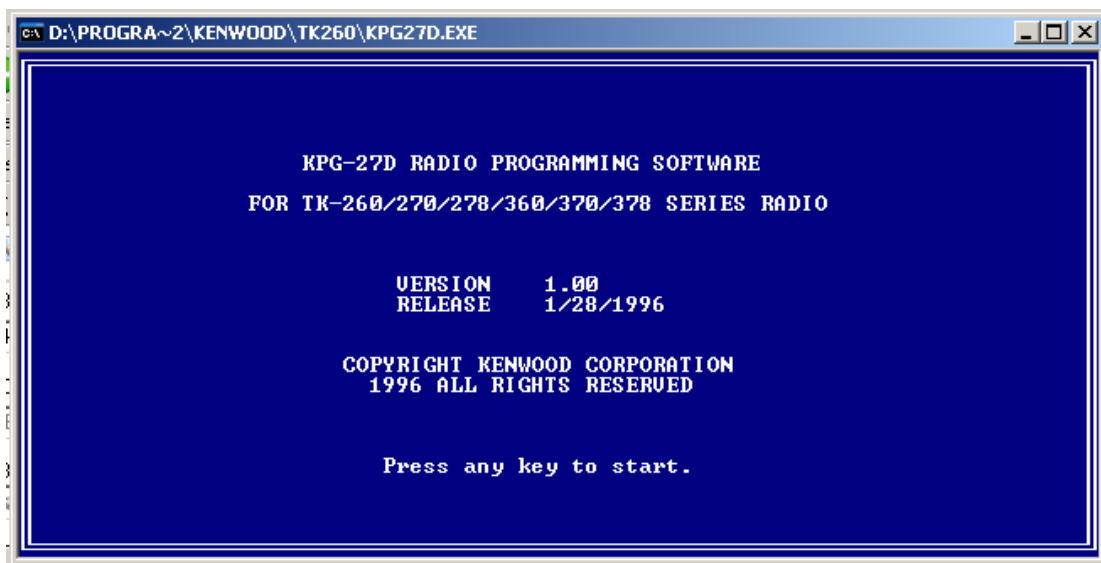 D:\PROGRA~2\KENWOOD\TK260\KPG27D.EXE
KPG-27D RADIO PROGRAMMING SOFTWARE
FOR TK-260/270/278/360/370/378 SERIES RADIO
VERSION 1.00
RELEASE 1/28/1996
COPYRIGHT KENWOOD CORPORATION
1996 ALL RIGHTS RESERVED
Press any key to start.